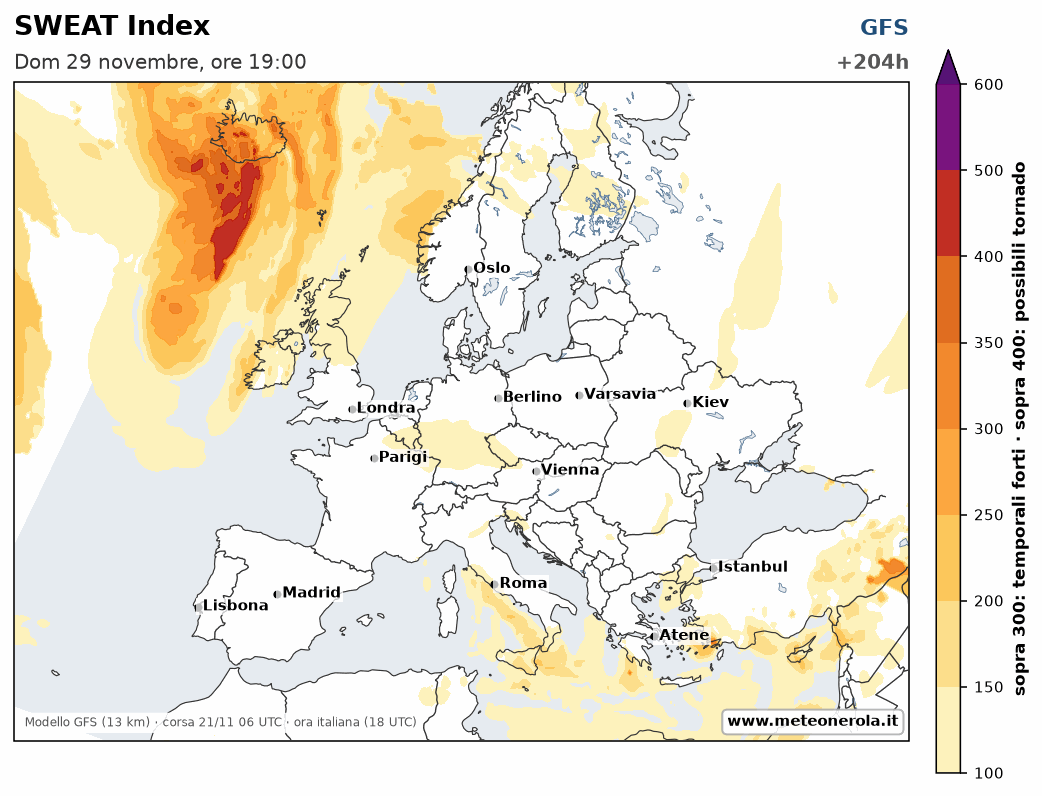 SWEAT Index
GFS
Dom 29 novembre, ore 19:00
+204h
600
500
400
350
300
250
200
150
100
sopra 300: temporali forti · sopra 400: possibili tornado
Oslo
Berlino
Varsavia
Kiev
Londra
Parigi
Vienna
Istanbul
Roma
Madrid
Lisbona
Atene
Modello GFS (13 km) · corsa 21/11 06 UTC · ora italiana (18 UTC)
www.meteonerola.it